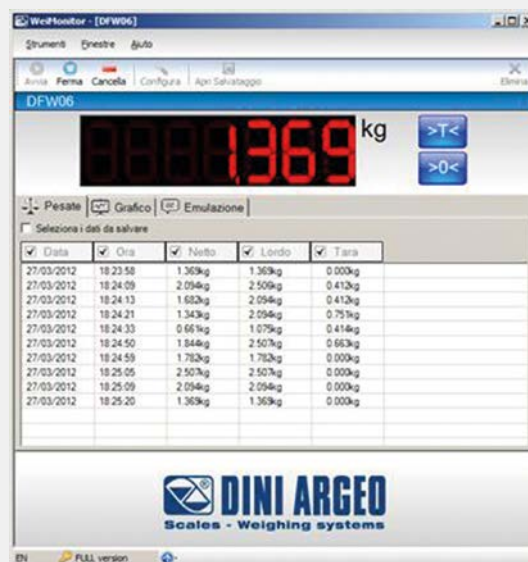 WeiMonitor - [DFW06]
Strumenti Finestre Aiuto
Avvia Ferma Cancella Configura Apri Salvataggio Elimina
DFW06
1.369 kg >T<
>0<
Pesate Grafico Emulazione
Seleziona i dati da salvare
Data Ora Netto Lordo Tara
27/03/2012 18:23:58 1.369kg 1.369kg 0.000kg
27/03/2012 18:24:09 2.094kg 2.506kg 0.412kg
27/03/2012 18:24:13 1.682kg 2.094kg 0.412kg
27/03/2012 18:24:21 1.343kg 2.094kg 0.751kg
27/03/2012 18:24:33 0.661kg 1.075kg 0.414kg
27/03/2012 18:24:50 1.844kg 2.507kg 0.663kg
27/03/2012 18:24:59 1.782kg 1.782kg 0.000kg
27/03/2012 18:25:05 2.507kg 2.507kg 0.000kg
27/03/2012 18:25:09 2.094kg 2.094kg 0.000kg
27/03/2012 18:25:20 1.369kg 1.369kg 0.000kg
DINI ARGEO
Scales - Weighing systems
EN FULL version